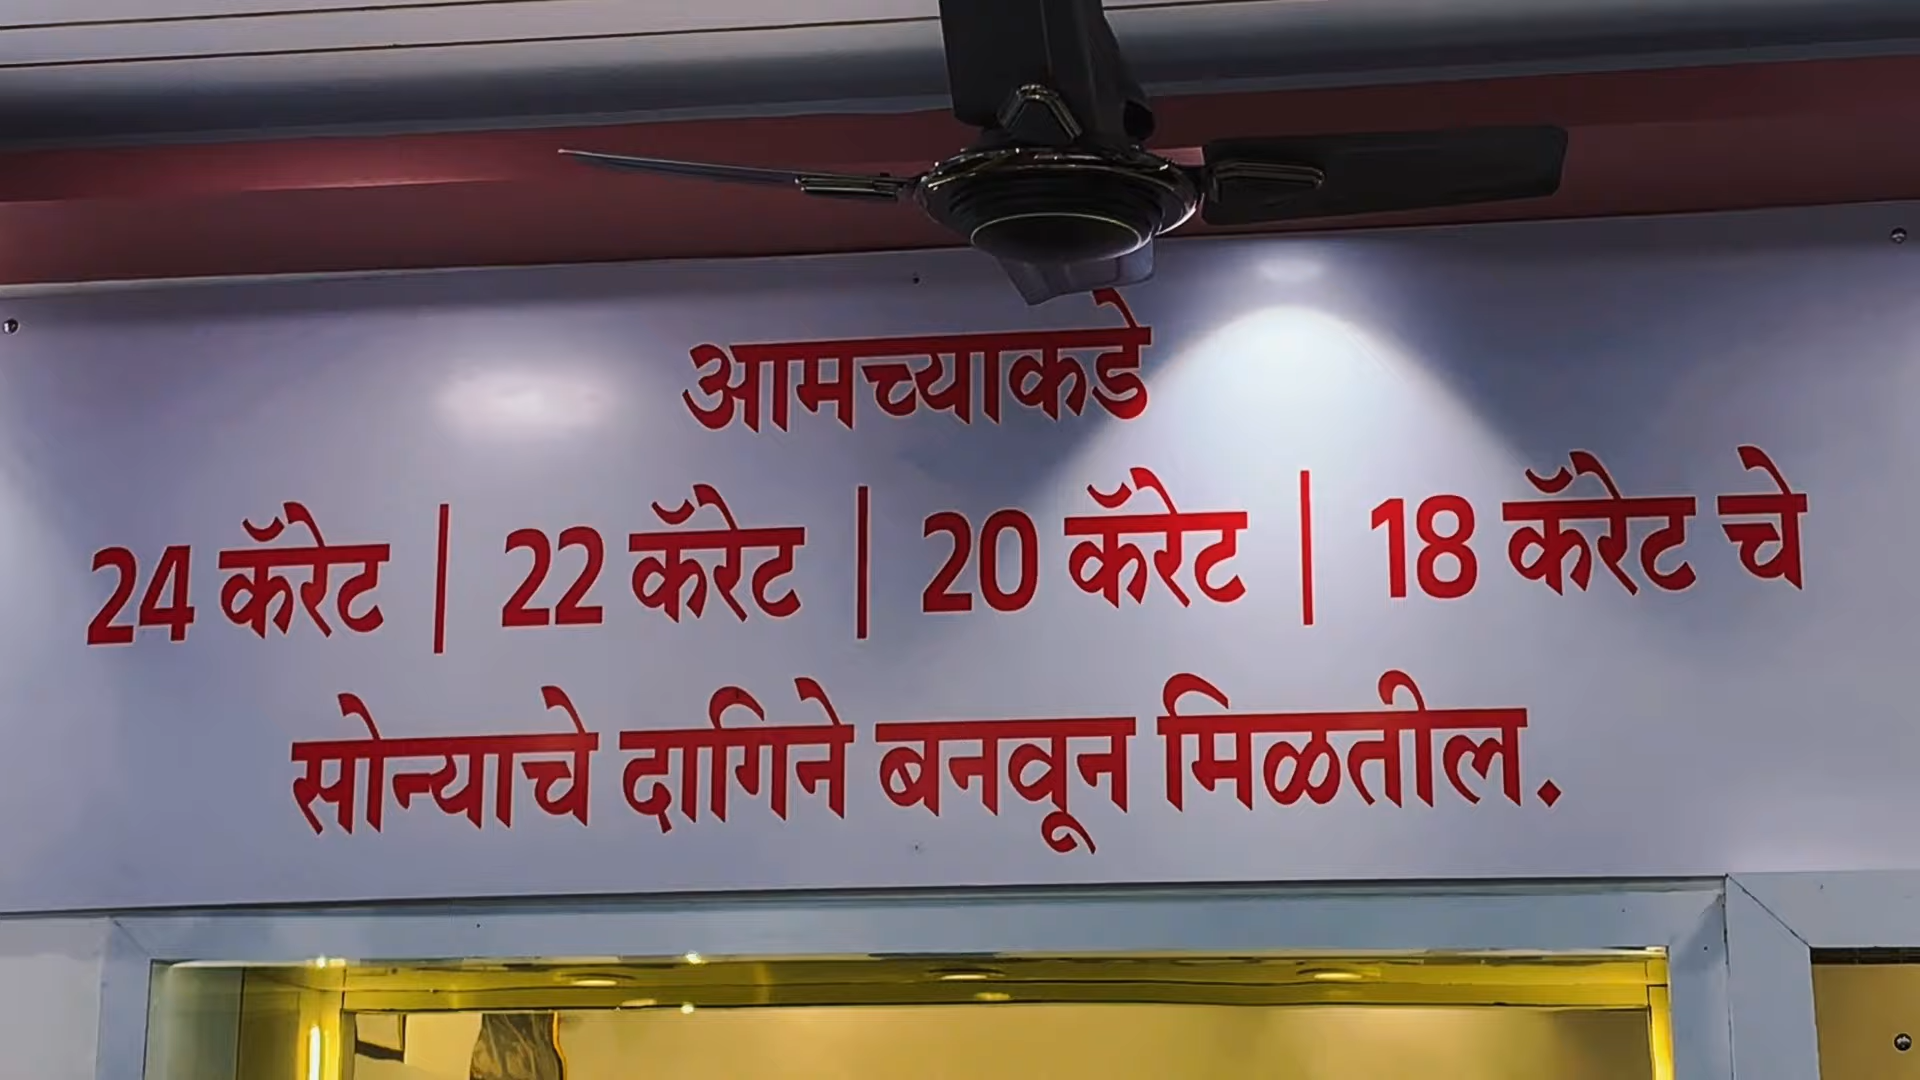 आमच्याकडे
24 कॅरेट | 22 कॅरेट | 20 कॅरेट | 18 कॅरेट चे
सोन्याचे दागिने बनवून मिळतील.